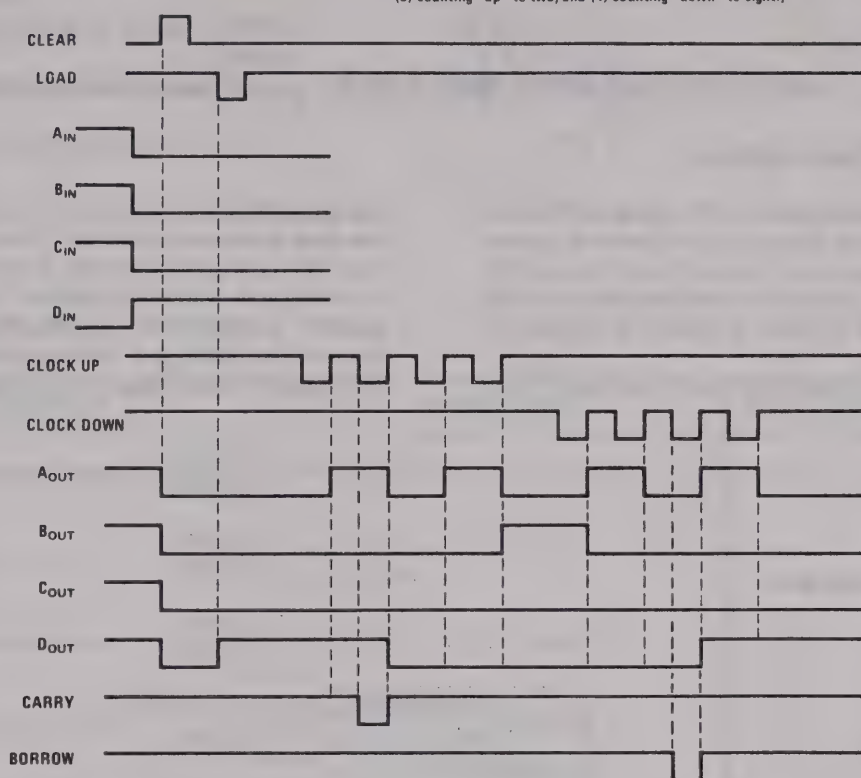 (3) counting "up" to two, and (4) counting "down" to eight.)
CLEAR
LOAD
AIN
BIN
CIN
DIN
CLOCK UP
CLOCK DOWN
AOUT
BOUT
COUT
DOUT
CARRY
BORROW